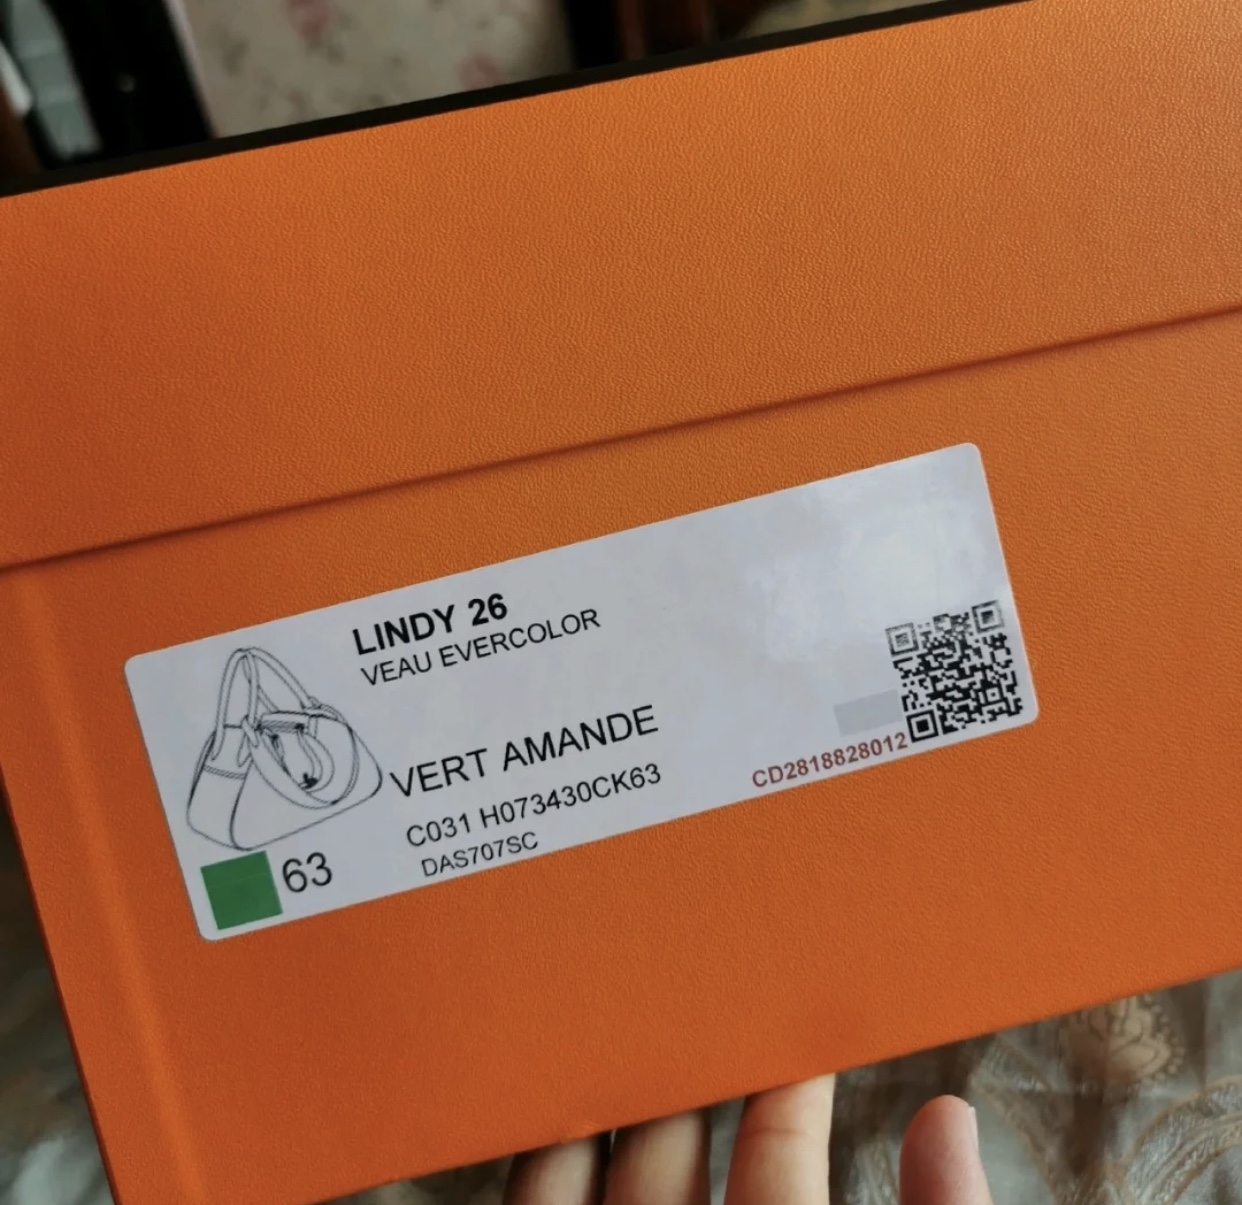 LINDY 26
VEAU EVERCOLOR
VERT AMANDE
C031 H073430CK63
DAS707SC
63
CD2818828012